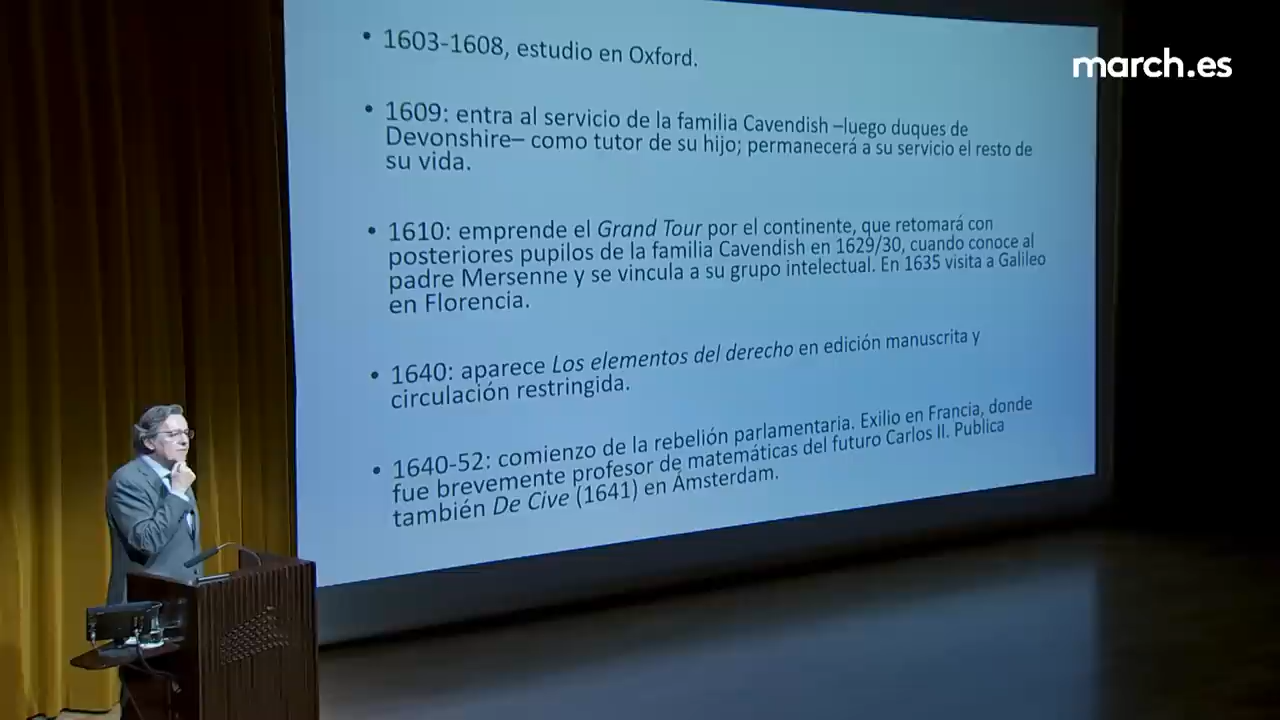 march.es
• 1603-1608, estudio en Oxford.
• 1609: entra al servicio de la familia Cavendish –luego duques de
Devonshire– como tutor de su hijo; permanecerá a su servicio el resto de
su vida.
• 1610: emprende el Grand Tour por el continente, que retomará con
posteriores pupilos de la familia Cavendish en 1629/30, cuando conoce al
padre Mersenne y se vincula a su grupo intelectual. En 1635 visita a Galileo
en Florencia.
• 1640: aparece Los elementos del derecho en edición manuscrita y
circulación restringida.
• 1640-52: comienzo de la rebelión parlamentaria. Exilio en Francia, donde
fue brevemente profesor de matemáticas del futuro Carlos II. Publica
también De Cive (1641) en Ámsterdam.